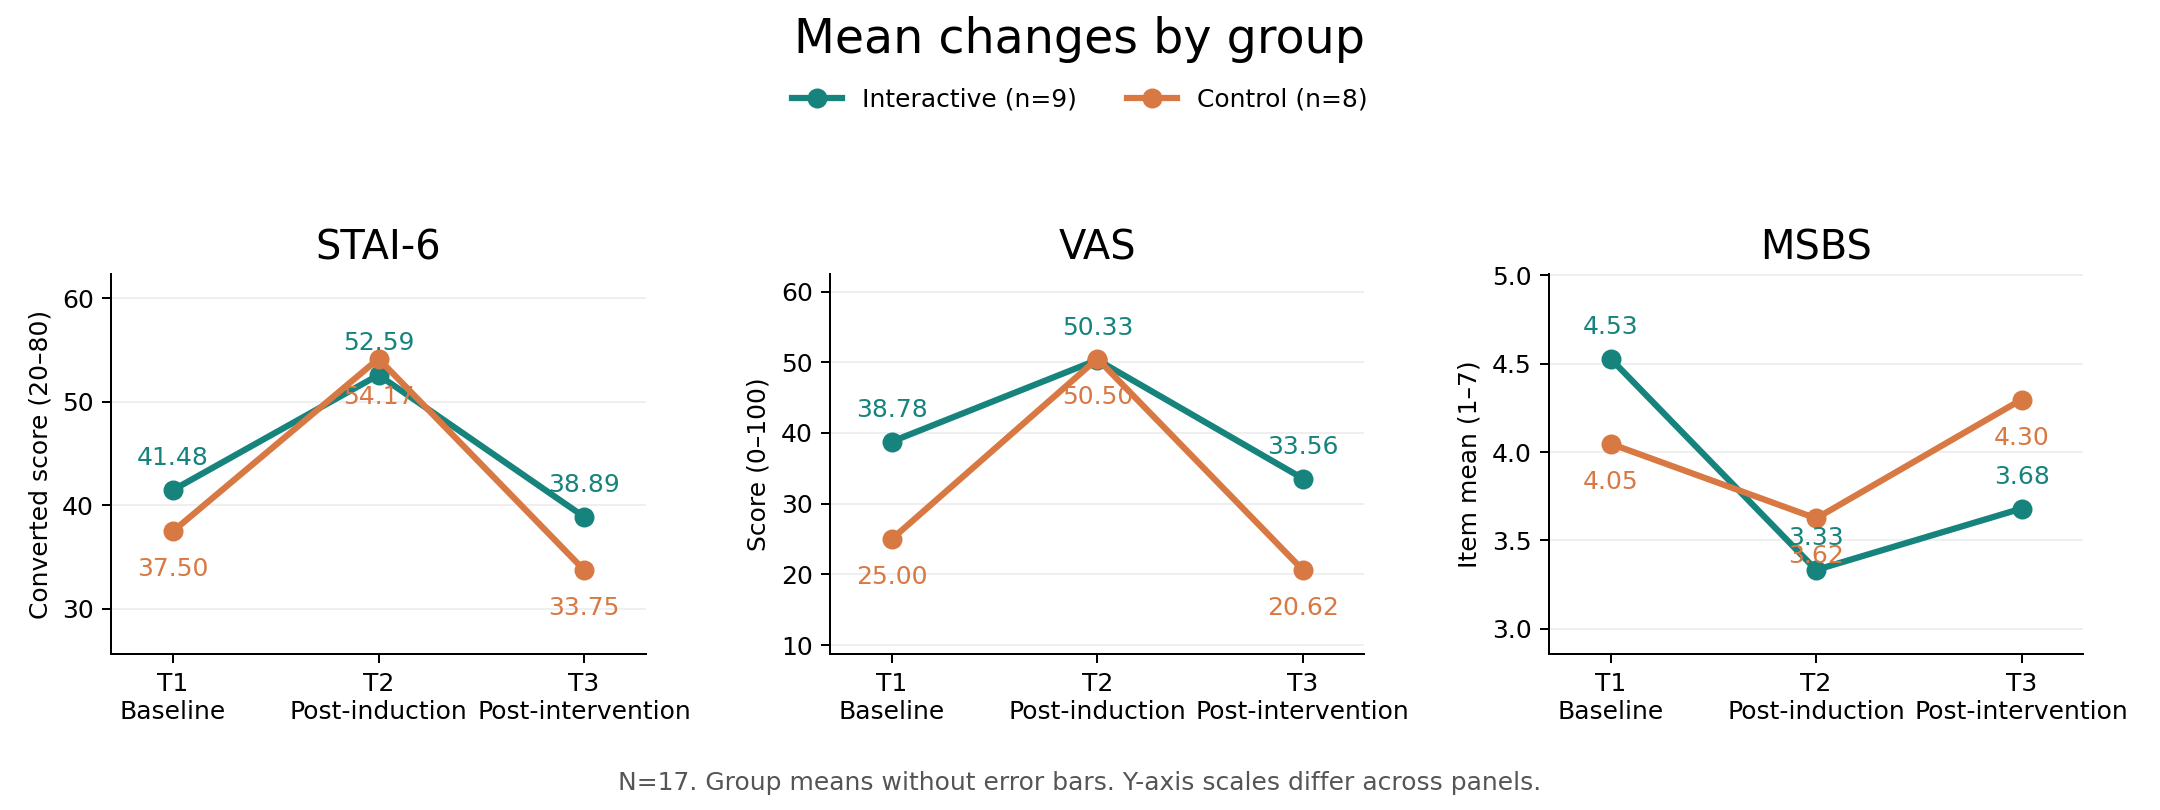 Mean changes by group
Interactive (n=9) Control (n=8)
STAI-6
Converted score (20–80)
60
50
40
30
41.48
37.50
52.59
54.17
38.89
33.75
T1 T2 T3
Baseline Post-induction Post-intervention
VAS
Score (0–100)
60
50
40
30
20
10
38.78
25.00
50.33
50.50
33.56
20.62
T1 T2 T3
Baseline Post-induction Post-intervention
MSBS
Item mean (1–7)
5.0
4.5
4.0
3.5
3.0
4.53
4.05
3.33
3.62
4.30
3.68
T1 T2 T3
Baseline Post-induction Post-intervention
N=17. Group means without error bars. Y-axis scales differ across panels.